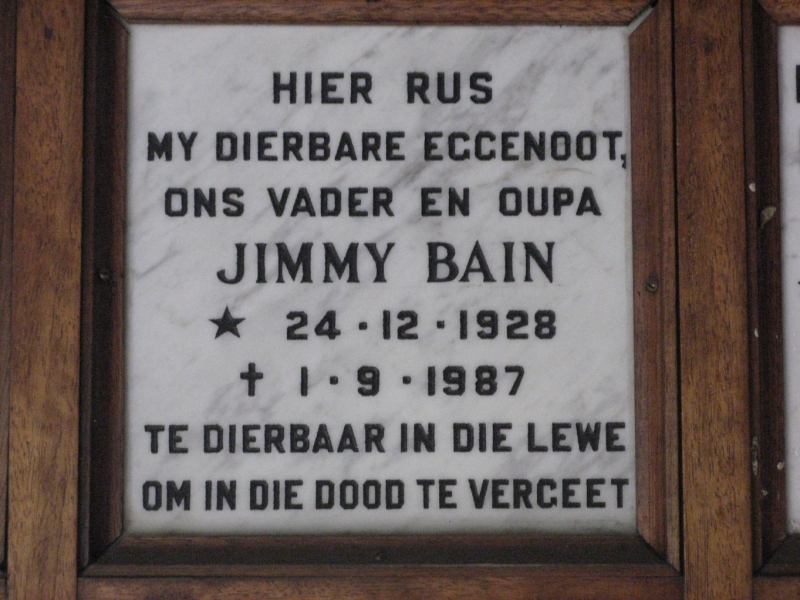 HIER RUS
MY DIERBARE EGGENOOT,
ONS VADER EN OUPA
JIMMY BAIN
★ 24 · 12 · 1928
✝ 1 · 9 · 1987
TE DIERBAAR IN DIE LEWE
OM IN DIE DOOD TE VERGEET